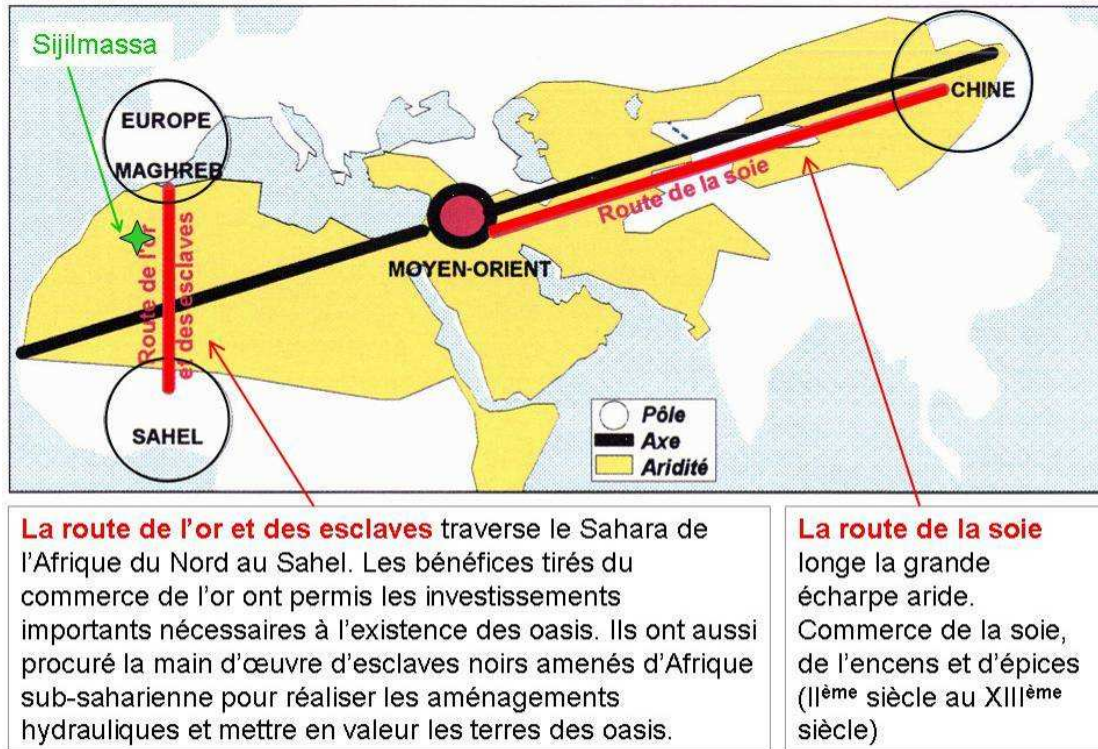 Sijilmassa
EUROPE
MAGHREB
CHINE
Route de la soie
MOYEN-ORIENT
Route de l'or
et des esclaves
SAHEL
Pôle
Axe
Aridité
La route de l'or et des esclaves traverse le Sahara de
l'Afrique du Nord au Sahel. Les bénéfices tirés du
commerce de l'or ont permis les investissements
importants nécessaires à l'existence des oasis. Ils ont aussi
procuré la main d'œuvre d'esclaves noirs amenés d'Afrique
sub-saharienne pour réaliser les aménagements
hydrauliques et mettre en valeur les terres des oasis.
La route de la soie
longe la grande
écharpe aride.
Commerce de la soie,
de l'encens et d'épices
(IIème siècle au XIIIème
siècle)